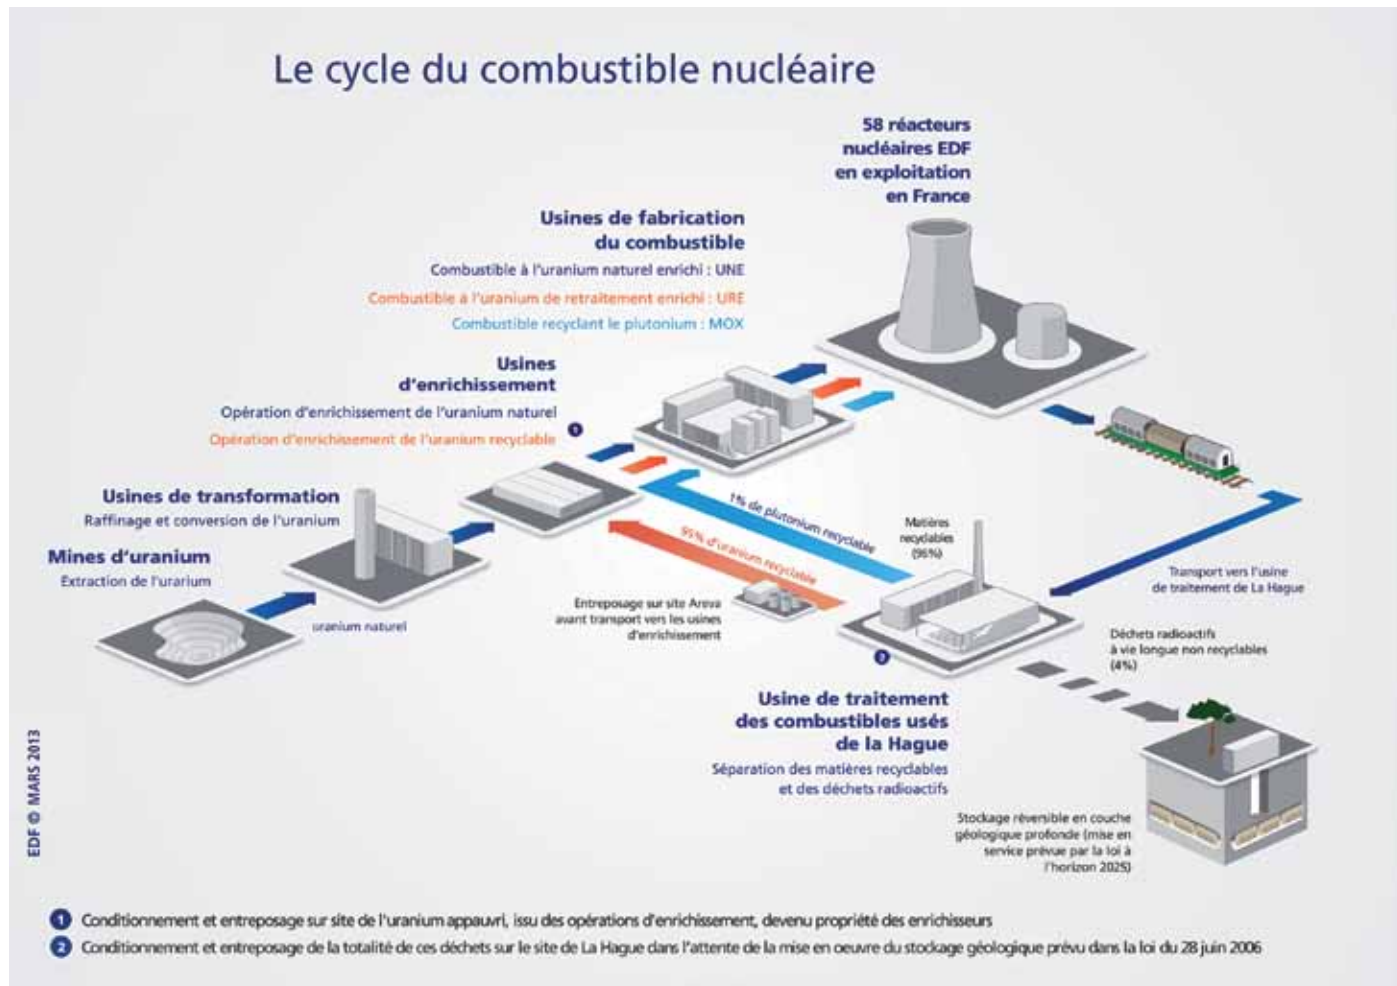 Le cycle du combustible nucléaire
58 réacteurs
nucléaires EDF
en exploitation
en France
Usines de fabrication
du combustible
Combustible à l'uranium naturel enrichi : UNE
Combustible à l'uranium de retraitement enrichi : URE
Combustible recyclant le plutonium : MOX
Usines
d'enrichissement
Opération d'enrichissement de l'uranium naturel
Opération d'enrichissement de l'uranium recyclable
1
Usines de transformation
Raffinage et conversion de l'uranium
Mines d'uranium
Extraction de l'uranium
uranium naturel
1% de plutonium recyclable
95% d'uranium recyclable
Matières
recyclables
(96%)
Transport vers l'usine
de traitement de La Hague
Entreposage sur site Areva
avant transport vers les usines
d'enrichissement
Déchets radioactifs
à vie longue non recyclables
(4%)
2
Usine de traitement
des combustibles usés
de la Hague
Séparation des matières recyclables
et des déchets radioactifs
Stockage réversible en couche
géologique profonde (mise en
service prévue par la loi à
l'horizon 2025)
EDF © MARS 2013
1 Conditionnement et entreposage sur site de l'uranium appauvri, issu des opérations d'enrichissement, devenu propriété des enrichisseurs
2 Conditionnement et entreposage de la totalité de ces déchets sur le site de La Hague dans l'attente de la mise en oeuvre du stockage géologique prévu dans la loi du 28 juin 2006